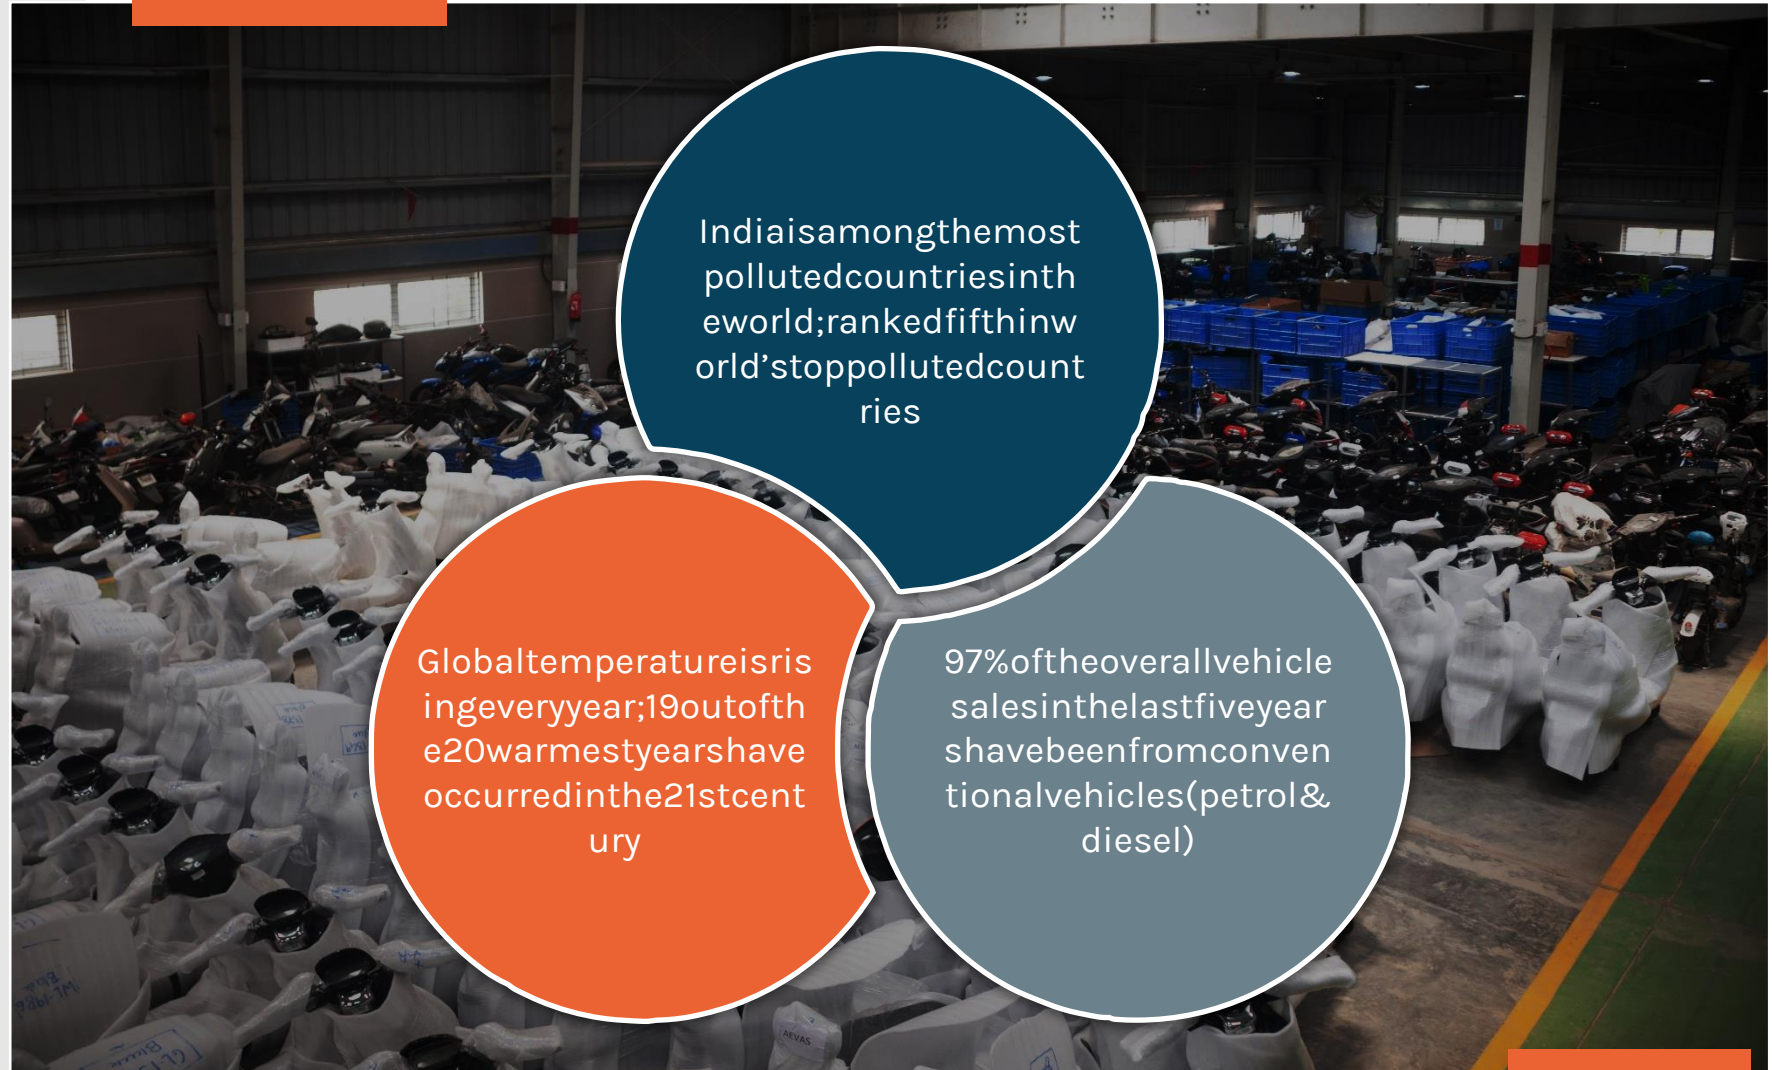 Indiaisamongthemost
pollutedcountriesinth
eworld;rankedfifthinw
orld’stoppollutedcount
ries
Globaltemperatureisris
ingeveryyear;19outofth
e20warmestyearshave
occurredinthe21stcent
ury
97%oftheoverallvehicle
salesinthelastfiveyear
shavebeenfromconven
tionalvehicles(petrol&
diesel)
AEVAS